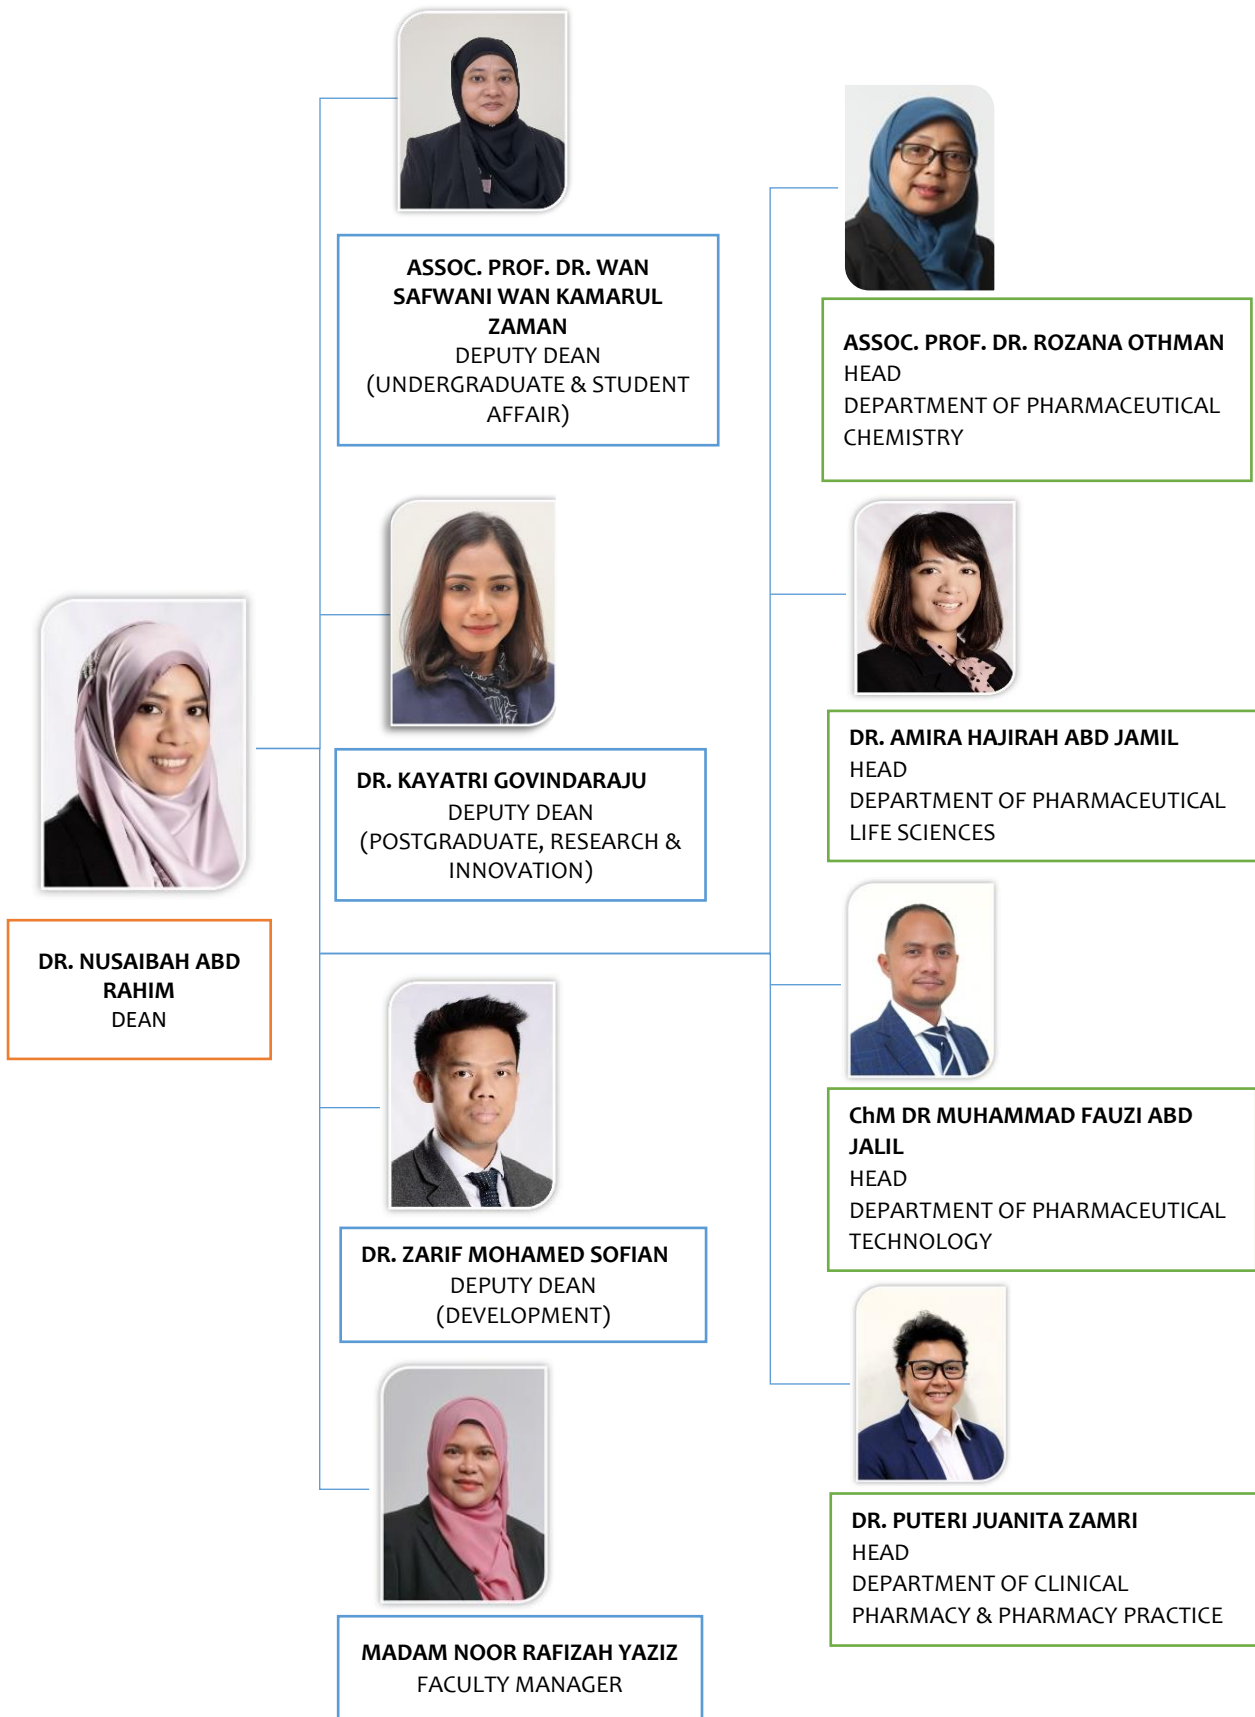 ASSOC. PROF. DR. WAN
SAFWANI WAN KAMARUL
ZAMAN
DEPUTY DEAN
(UNDERGRADUATE & STUDENT
AFFAIR)
ASSOC. PROF. DR. ROZANA OTHMAN
HEAD
DEPARTMENT OF PHARMACEUTICAL
CHEMISTRY
DR. KAYATRI GOVINDARAJU
DEPUTY DEAN
(POSTGRADUATE, RESEARCH &
INNOVATION)
DR. AMIRA HAJIRAH ABD JAMIL
HEAD
DEPARTMENT OF PHARMACEUTICAL
LIFE SCIENCES
DR. NUSAIBAH ABD
RAHIM
DEAN
ChM DR MUHAMMAD FAUZI ABD
JALIL
HEAD
DEPARTMENT OF PHARMACEUTICAL
TECHNOLOGY
DR. ZARIF MOHAMED SOFIAN
DEPUTY DEAN
(DEVELOPMENT)
DR. PUTERI JUANITA ZAMRI
HEAD
DEPARTMENT OF CLINICAL
PHARMACY & PHARMACY PRACTICE
MADAM NOOR RAFIZAH YAZIZ
FACULTY MANAGER